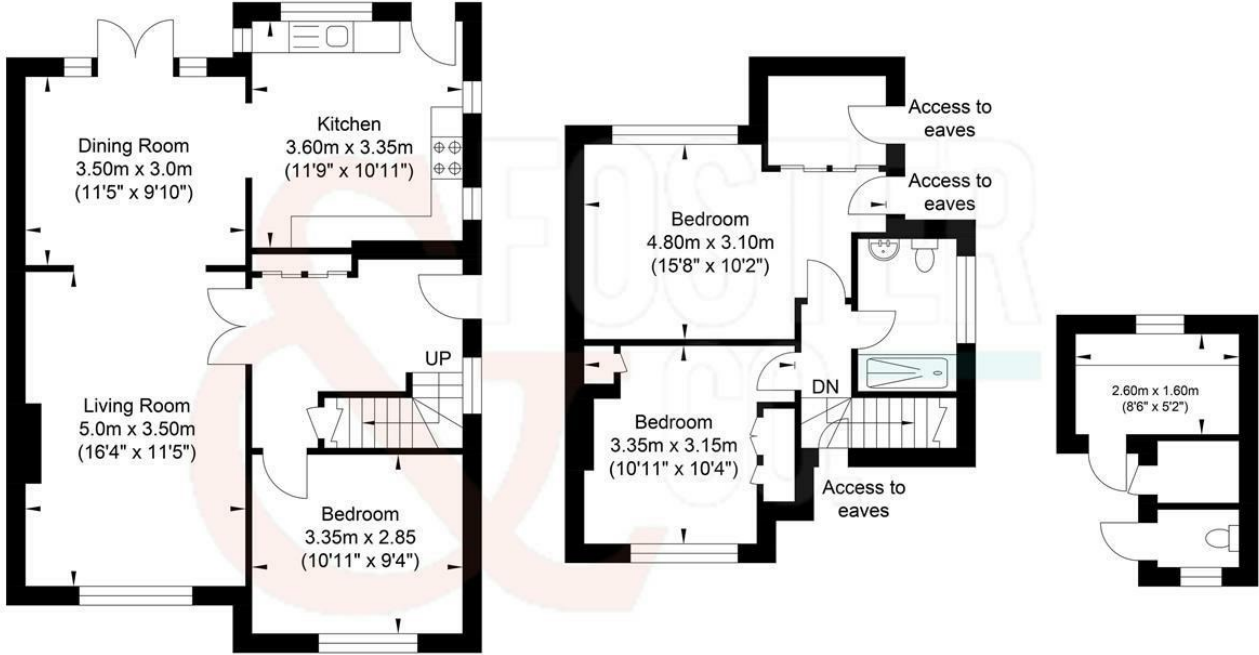 Dining Room
3.50m x 3.0m
(11'5" x 9'10")
Kitchen
3.60m x 3.35m
(11'9" x 10'11")
Living Room
5.0m x 3.50m
(16'4" x 11'5")
UP
Bedroom
3.35m x 2.85
(10'11" x 9'4")
Bedroom
4.80m x 3.10m
(15'8" x 10'2")
Access to
eaves
Access to
eaves
Bedroom
3.35m x 3.15m
(10'11" x 10'4")
DN
Access to
eaves
2.60m x 1.60m
(8'6" x 5'2")
& FOSTER
CO